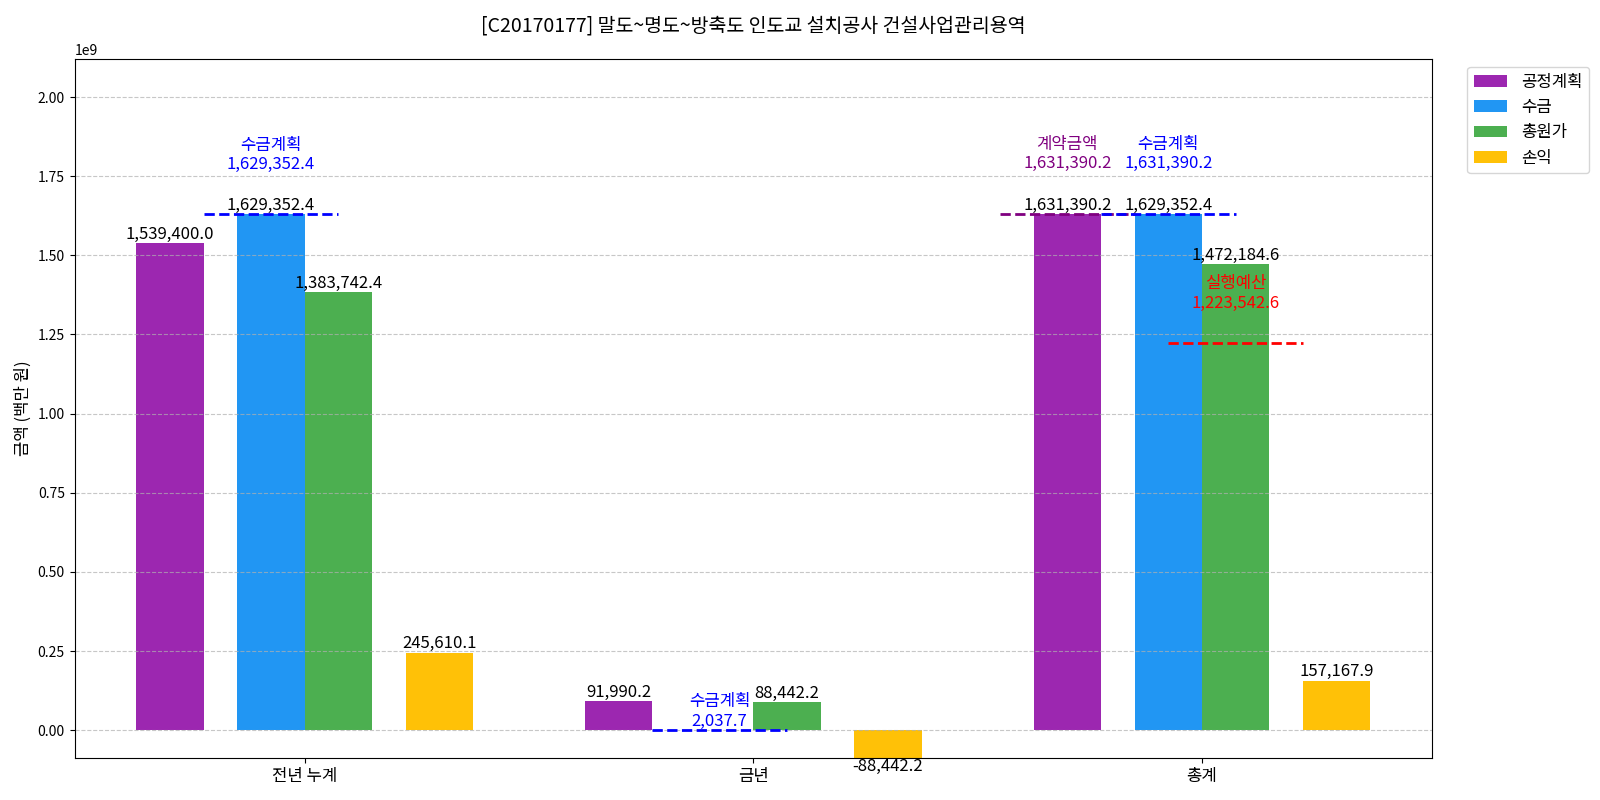 [C20170177] 말도~명도~방축도 인도교 설치공사 건설사업관리용역
1e9
2.00
1.75
1.50
1.25
1.00
0.75
0.50
0.25
0.00
금액 (백만 원)
수금계획
1,629,352.4
1,629,352.4
1,539,400.0
1,383,742.4
245,610.1
91,990.2
수금계획
2,037.7
88,442.2
-88,442.2
계약금액
1,631,390.2
수금계획
1,631,390.2
1,631,390.2
1,629,352.4
1,472,184.6
실행예산
1,223,542.6
157,167.9
전년 누계
금년
총계
공정계획
수금
총원가
손익